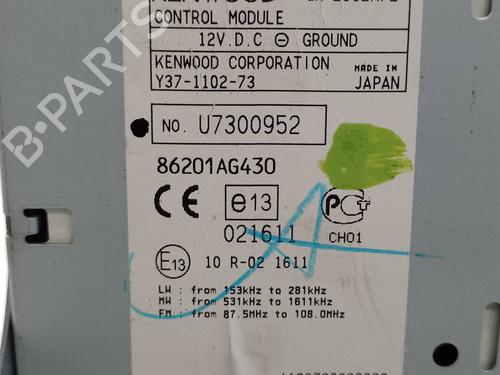 KENWOOD
CONTROL MODULE
12V.D.C ⊖ GROUND
KENWOOD CORPORATION
Y37-1102-73
MADE IN
JAPAN
NO. U7300952
86201AG430
CE
e13
021611
PCT
CH01
E13
10 R-02 1611
LW : from 153kHz to 281kHz
MW : from 531kHz to 1611kHz
FM : from 87.5MHz to 108.0MHz